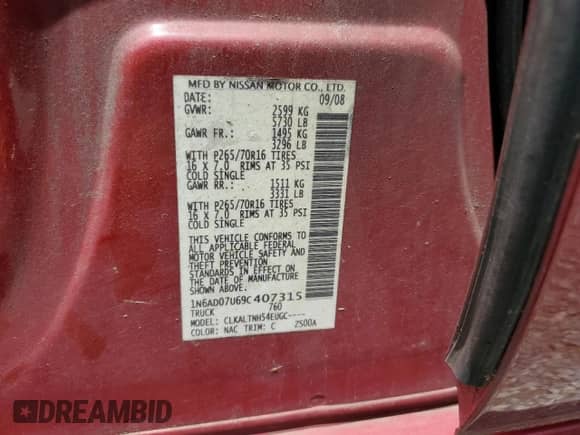 MFD BY NISSAN MOTOR CO., LTD.
DATE: 09/08
GVWR: 2599 KG
5730 LB
GAWR FR.: 1495 KG
3296 LB
WITH P265/70R16 TIRES
16 X 7.0 RIMS AT 35 PSI
COLD SINGLE
GAWR RR.: 1511 KG
3331 LB
WITH P265/70R16 TIRES
16 X 7.0 RIMS AT 35 PSI
COLD SINGLE
THIS VEHICLE CONFORMS TO
ALL APPLICABLE FEDERAL
MOTOR VEHICLE SAFETY AND
THEFT PREVENTION
STANDARDS IN EFFECT ON
THE DATE OF MANUFACTURE
1N6AD07U69C407315
TRUCK 760
MODEL: CLKALTNH54EUGC----
COLOR: NAC TRIM: C 2S00A
DREAMBID